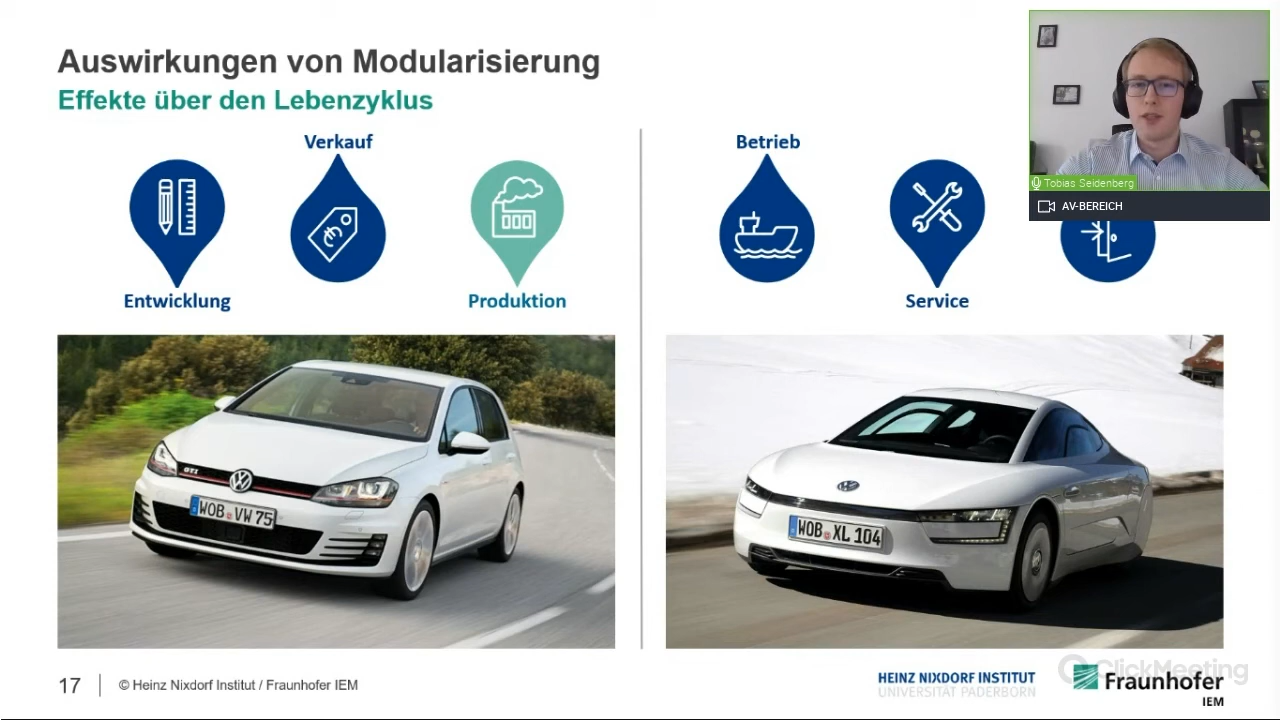 Auswirkungen von Modularisierung
Effekte über den Lebenzyklus
Verkauf
Entwicklung
Produktion
Betrieb
Service
Tobias Seidenberg
AV-BEREICH
GTI
WOB VW 75
WOB XL 104
17
© Heinz Nixdorf Institut / Fraunhofer IEM
HEINZ NIXDORF INSTITUT
UNIVERSITÄT PADERBORN
ClickMeeting
Fraunhofer
IEM